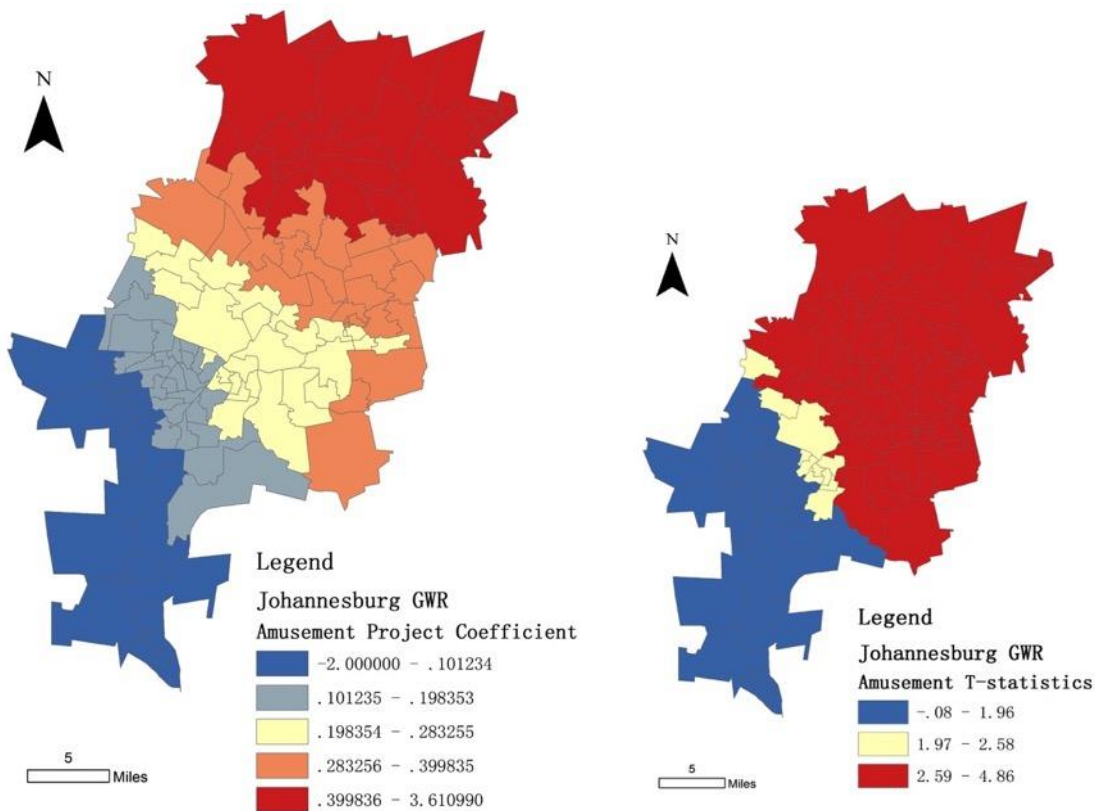 N
Legend
Johannesburg GWR
Amusement Project Coefficient
-2.000000 - .101234
.101235 - .198353
.198354 - .283255
.283256 - .399835
.399836 - 3.610990
5
Miles
N
Legend
Johannesburg GWR
Amusement T-statistics
-.08 - 1.96
1.97 - 2.58
2.59 - 4.86
5
Miles